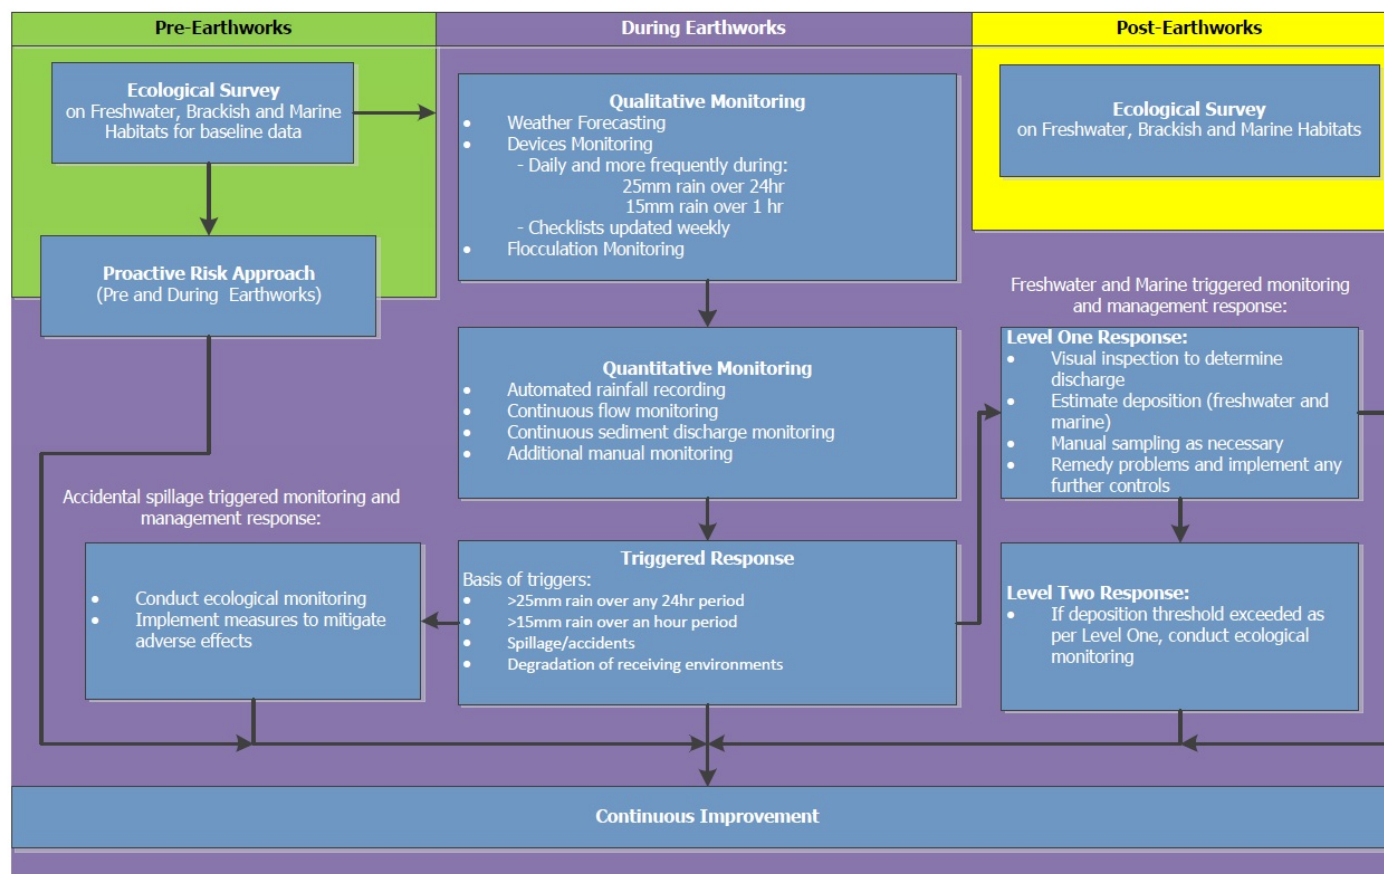 Pre-Earthworks
During Earthworks
Post-Earthworks
Ecological Survey
on Freshwater, Brackish and Marine
Habitats for baseline data
Proactive Risk Approach
(Pre and During Earthworks)
Qualitative Monitoring
• Weather Forecasting
• Devices Monitoring
- Daily and more frequently during:
25mm rain over 24hr
15mm rain over 1 hr
- Checklists updated weekly
• Flocculation Monitoring
Ecological Survey
on Freshwater, Brackish and Marine Habitats
Quantitative Monitoring
• Automated rainfall recording
• Continuous flow monitoring
• Continuous sediment discharge monitoring
• Additional manual monitoring
Accidental spillage triggered monitoring and
management response:
• Conduct ecological monitoring
• Implement measures to mitigate
adverse effects
Triggered Response
Basis of triggers:
• >25mm rain over any 24hr period
• >15mm rain over an hour period
• Spillage/accidents
• Degradation of receiving environments
Freshwater and Marine triggered monitoring
and management response:
Level One Response:
• Visual inspection to determine
discharge
• Estimate deposition (freshwater and
marine)
• Manual sampling as necessary
• Remedy problems and implement any
further controls
Level Two Response:
• If deposition threshold exceeded as
per Level One, conduct ecological
monitoring
Continuous Improvement